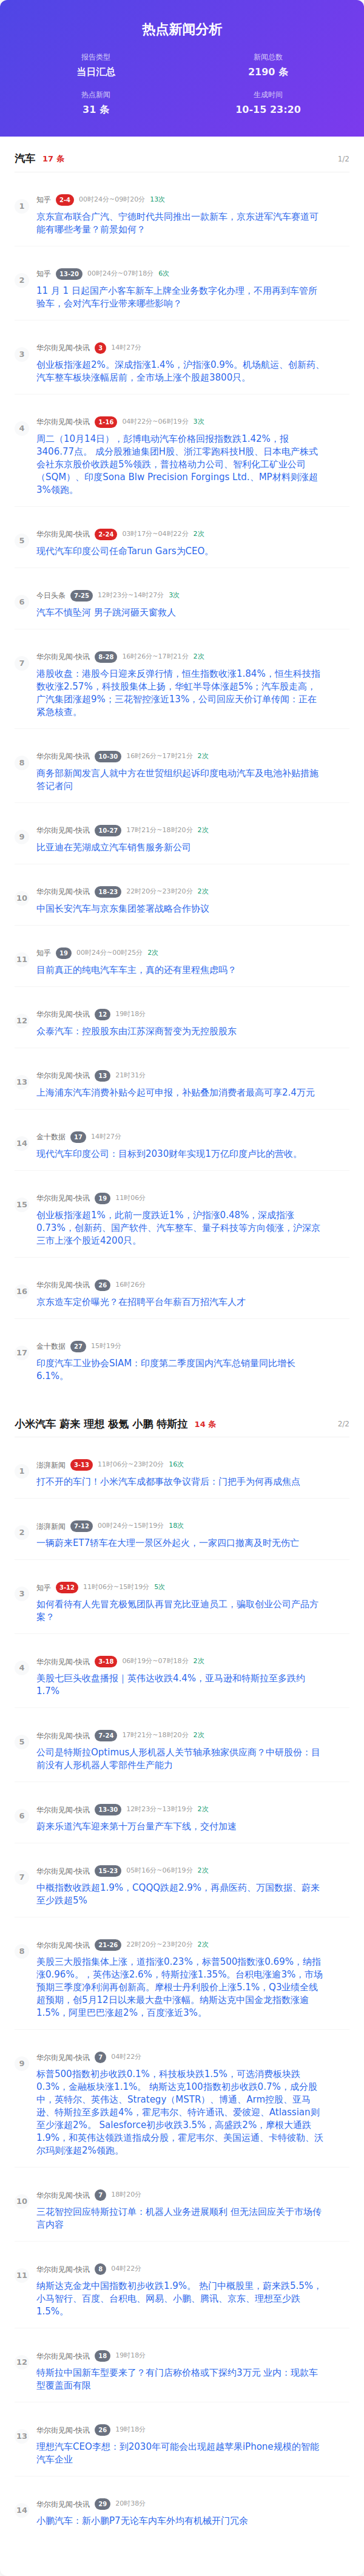 热点新闻分析
报告类型
新闻总数
当日汇总
2190 条
热点新闻
生成时间
31 条
10-15 23:20
汽车 17 条 1/2
1
知乎 2-4 00时24分~09时20分 13次
京东宣布联合广汽、宁德时代共同推出一款新车，京东进军汽车赛道可
能有哪些考量？前景如何？
2
知乎 13-20 00时24分~07时18分 6次
11 月 1 日起国产小客车新车上牌全业务数字化办理，不用再到车管所
验车，会对汽车行业带来哪些影响？
3
华尔街见闻-快讯 3 14时27分
创业板指涨超2%。深成指涨1.4%，沪指涨0.9%。机场航运、创新药、
汽车整车板块涨幅居前，全市场上涨个股超3800只。
4
华尔街见闻-快讯 1-16 04时22分~06时19分 3次
周二（10月14日），彭博电动汽车价格回报指数跌1.42%，报
3406.77点。 成分股雅迪集团H股、浙江零跑科技H股、日本电产株式
会社东京股价收跌超5%领跌，普拉格动力公司、智利化工矿业公司
（SQM）、印度Sona Blw Precision Forgings Ltd.、MP材料则涨超
3%领跑。
5
华尔街见闻-快讯 2-24 03时17分~04时22分 2次
现代汽车印度公司任命Tarun Gars为CEO。
6
今日头条 7-25 12时23分~14时27分 3次
汽车不慎坠河 男子跳河砸天窗救人
7
华尔街见闻-快讯 8-28 16时26分~17时21分 2次
港股收盘：港股今日迎来反弹行情，恒生指数收涨1.84%，恒生科技指
数收涨2.57%，科技股集体上扬，华虹半导体涨超5%；汽车股走高，
广汽集团涨超9%；三花智控涨近13%，公司回应天价订单传闻：正在
紧急核查。
8
华尔街见闻-快讯 10-30 16时26分~17时21分 2次
商务部新闻发言人就中方在世贸组织起诉印度电动汽车及电池补贴措施
答记者问
9
华尔街见闻-快讯 10-27 17时21分~18时20分 2次
比亚迪在芜湖成立汽车销售服务新公司
10
华尔街见闻-快讯 18-23 22时20分~23时20分 2次
中国长安汽车与京东集团签署战略合作协议
11
知乎 19 00时24分~00时25分 2次
目前真正的纯电汽车车主，真的还有里程焦虑吗？
12
华尔街见闻-快讯 12 19时18分
众泰汽车：控股股东由江苏深商暂变为无控股股东
13
华尔街见闻-快讯 13 21时31分
上海浦东汽车消费补贴今起可申报，补贴叠加消费者最高可享2.4万元
14
金十数据 17 14时27分
现代汽车印度公司：目标到2030财年实现1万亿印度卢比的营收。
15
华尔街见闻-快讯 19 11时06分
创业板指涨超1%，此前一度跌近1%，沪指涨0.48%，深成指涨
0.73%，创新药、国产软件、汽车整车、量子科技等方向领涨，沪深京
三市上涨个股近4200只。
16
华尔街见闻-快讯 26 16时26分
京东造车定价曝光？在招聘平台年薪百万招汽车人才
17
金十数据 27 15时19分
印度汽车工业协会SIAM：印度第二季度国内汽车总销量同比增长
6.1%。
小米汽车 蔚来 理想 极氪 小鹏 特斯拉 14 条 2/2
1
澎湃新闻 3-13 11时06分~23时20分 16次
打不开的车门！小米汽车成都事故争议背后：门把手为何再成焦点
2
澎湃新闻 7-12 00时24分~15时19分 18次
一辆蔚来ET7轿车在大理一景区外起火，一家四口撤离及时无伤亡
3
知乎 3-12 11时06分~15时19分 5次
如何看待有人先冒充极氪团队再冒充比亚迪员工，骗取创业公司产品方
案？
4
华尔街见闻-快讯 3-18 06时19分~07时18分 2次
美股七巨头收盘播报｜英伟达收跌4.4%，亚马逊和特斯拉至多跌约
1.7%
5
华尔街见闻-快讯 7-24 17时21分~18时20分 2次
公司是特斯拉Optimus人形机器人关节轴承独家供应商？中研股份：目
前没有人形机器人零部件生产能力
6
华尔街见闻-快讯 13-30 12时23分~13时19分 2次
蔚来乐道汽车迎来第十万台量产车下线，交付加速
7
华尔街见闻-快讯 15-23 05时16分~06时19分 2次
中概指数收跌超1.9%，CQQQ跌超2.9%，再鼎医药、万国数据、蔚来
至少跌超5%
8
华尔街见闻-快讯 21-26 22时20分~23时20分 2次
美股三大股指集体上涨，道指涨0.23%，标普500指数涨0.69%，纳指
涨0.96%。，英伟达涨2.6%，特斯拉涨1.35%。台积电涨逾3%，市场
预期三季度净利润再创新高。摩根士丹利股价上涨5.1%，Q3业绩全线
超预期，创5月12日以来最大盘中涨幅。纳斯达克中国金龙指数涨逾
1.5%，阿里巴巴涨超2%，百度涨近3%。
9
华尔街见闻-快讯 7 04时22分
标普500指数初步收跌0.1%，科技板块跌1.5%，可选消费板块跌
0.3%，金融板块涨1.1%。 纳斯达克100指数初步收跌0.7%，成分股
中，英特尔、英伟达、Strategy（MSTR）、博通、Arm控股、亚马
逊、特斯拉至多跌超4%，霍尼韦尔、特许通讯、爱彼迎、Atlassian则
至少涨超2%。 Salesforce初步收跌3.5%，高盛跌2%，摩根大通跌
1.9%，和英伟达领跌道指成分股，霍尼韦尔、美国运通、卡特彼勒、沃
尔玛则涨超2%领跑。
10
华尔街见闻-快讯 7 18时20分
三花智控回应特斯拉订单：机器人业务进展顺利 但无法回应关于市场传
言内容
11
华尔街见闻-快讯 8 04时22分
纳斯达克金龙中国指数初步收跌1.9%。 热门中概股里，蔚来跌5.5%，
小马智行、百度、台积电、网易、小鹏、腾讯、京东、理想至少跌
1.5%。
12
华尔街见闻-快讯 18 19时18分
特斯拉中国新车型要来了？有门店称价格或下探约3万元 业内：现款车
型覆盖面有限
13
华尔街见闻-快讯 26 19时18分
理想汽车CEO李想：到2030年可能会出现超越苹果iPhone规模的智能
汽车企业
14
华尔街见闻-快讯 29 20时38分
小鹏汽车：新小鹏P7无论车内车外均有机械开门冗余